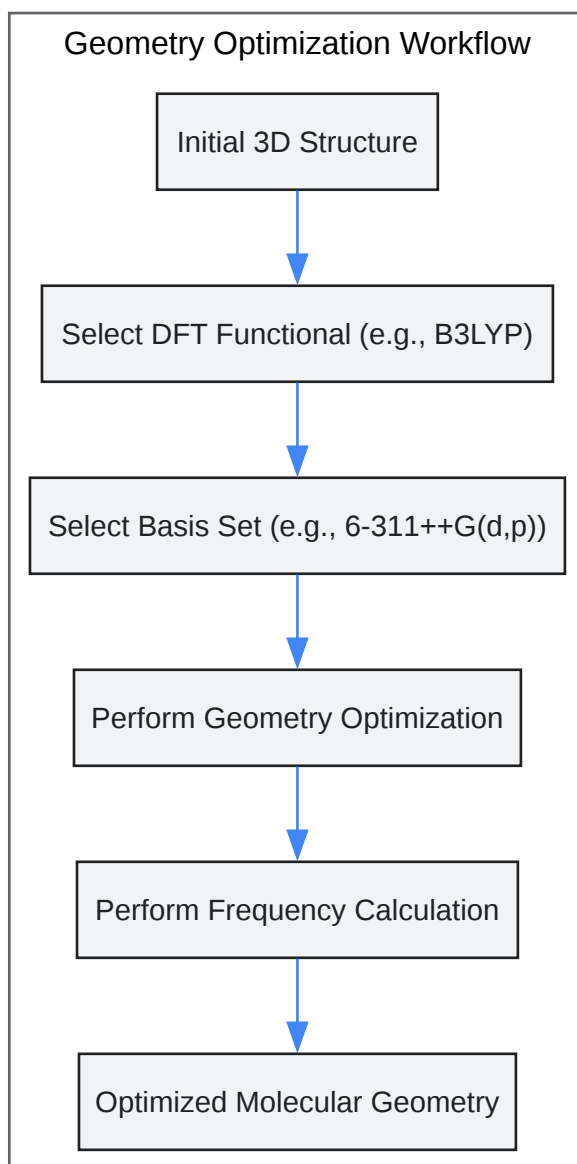 Geometry Optimization Workflow
Initial 3D Structure
Select DFT Functional (e.g., B3LYP)
Select Basis Set (e.g., 6-311++G(d,p))
Perform Geometry Optimization
Perform Frequency Calculation
Optimized Molecular Geometry